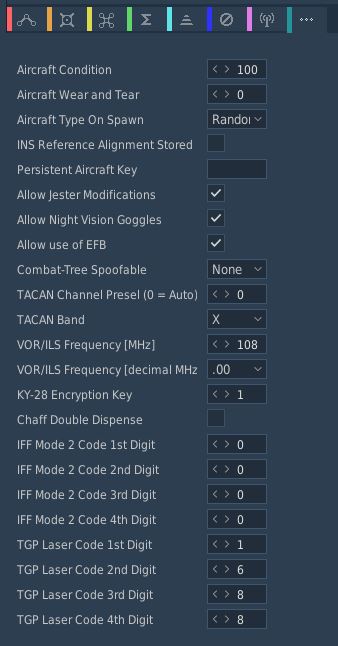 Aircraft Condition 100
Aircraft Wear and Tear 0
Aircraft Type On Spawn Randor
INS Reference Alignment Stored
Persistent Aircraft Key
Allow Jester Modifications
Allow Night Vision Goggles
Allow use of EFB
Combat-Tree Spoofable None
TACAN Channel Presel (0 = Auto) 0
TACAN Band X
VOR/ILS Frequency [MHz] 108
VOR/ILS Frequency [decimal MHz .00
KY-28 Encryption Key 1
Chaff Double Dispense
IFF Mode 2 Code 1st Digit 0
IFF Mode 2 Code 2nd Digit 0
IFF Mode 2 Code 3rd Digit 0
IFF Mode 2 Code 4th Digit 0
TGP Laser Code 1st Digit 1
TGP Laser Code 2nd Digit 6
TGP Laser Code 3rd Digit 8
TGP Laser Code 4th Digit 8